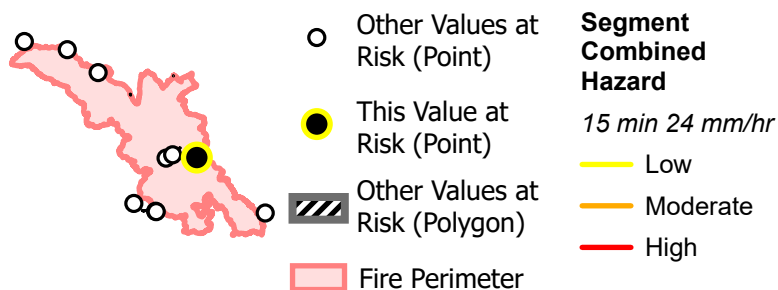 Other Values at
Risk (Point)
This Value at
Risk (Point)
Other Values at
Risk (Polygon)
Fire Perimeter
Segment
Combined
Hazard
15 min 24 mm/hr
Low
Moderate
High